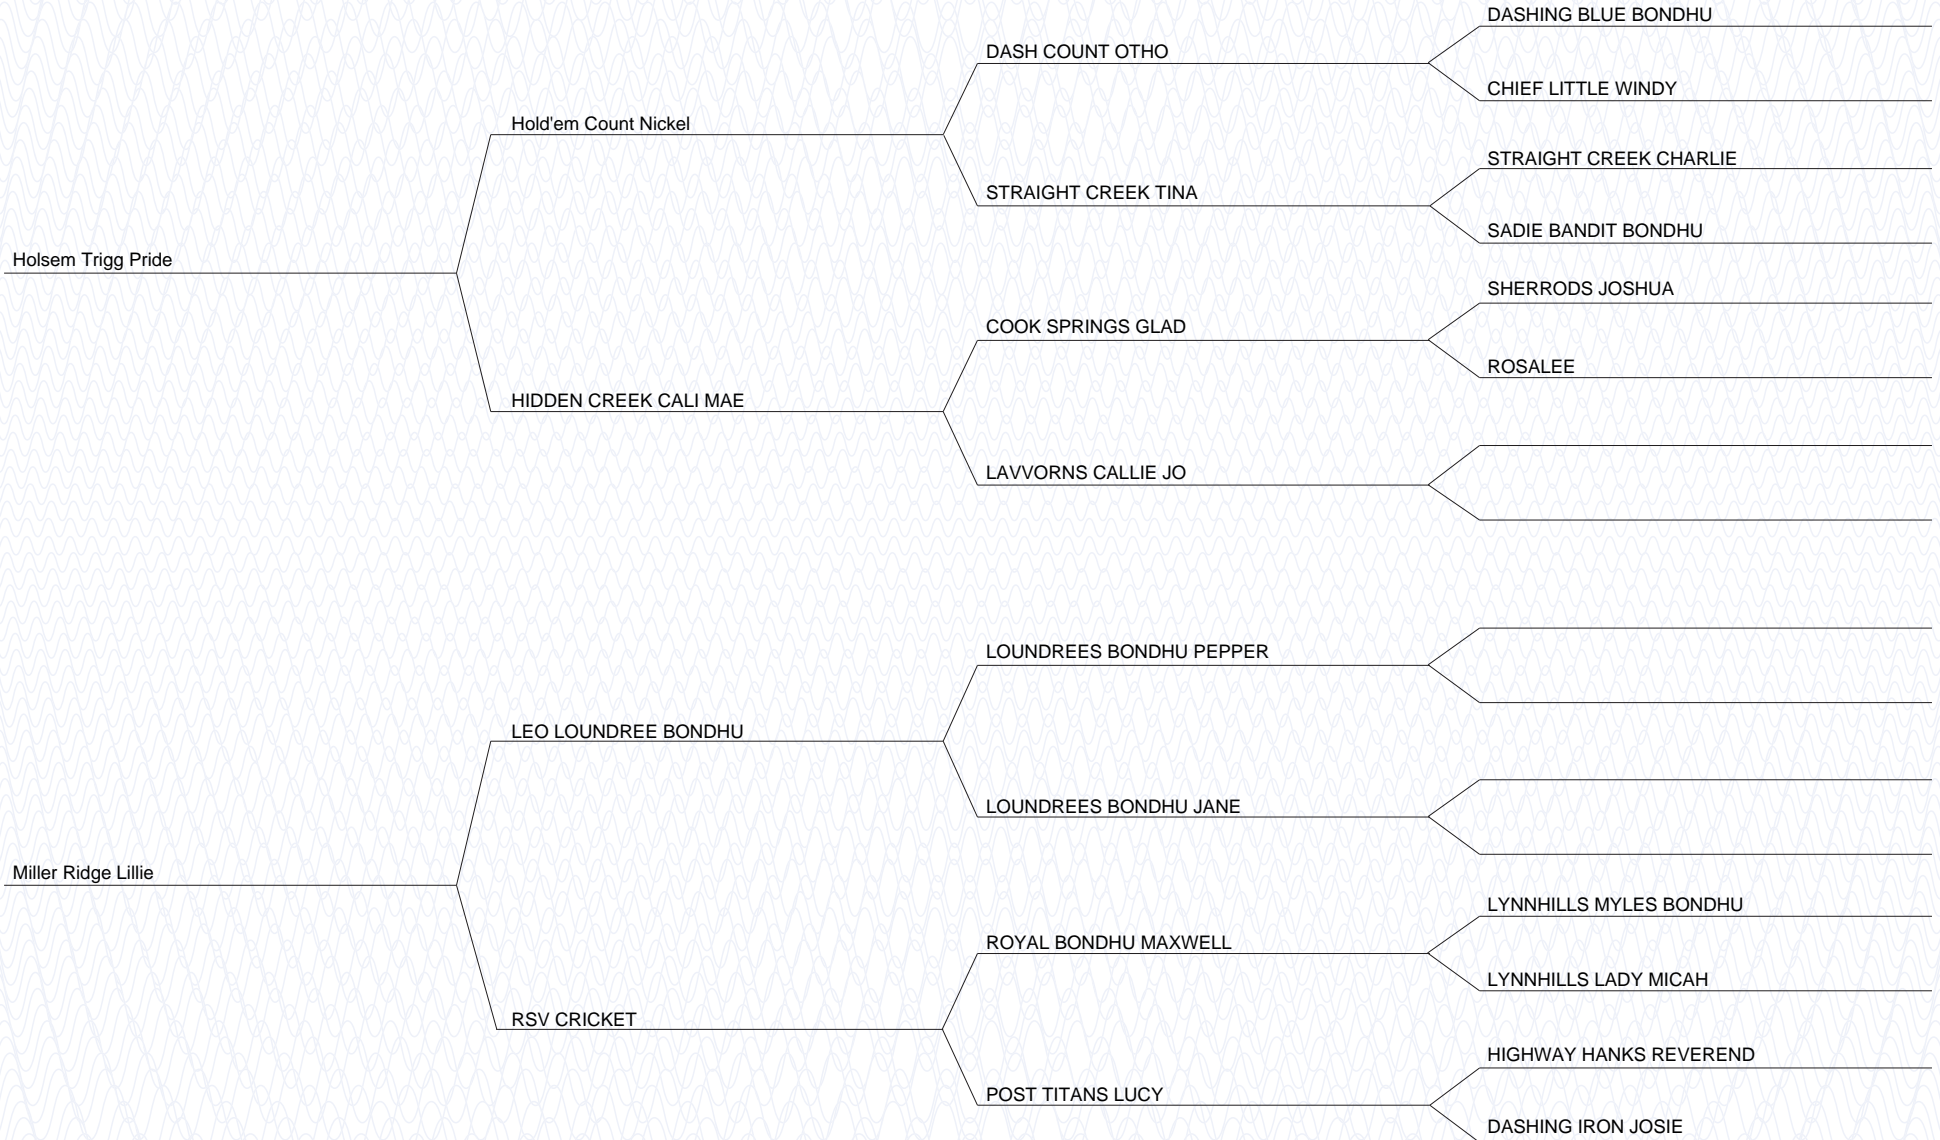 DASHING BLUE BONDHU
DASH COUNT OTHO
CHIEF LITTLE WINDY
Hold'em Count Nickel
STRAIGHT CREEK CHARLIE
STRAIGHT CREEK TINA
SADIE BANDIT BONDHU
Holsem Trigg Pride
SHERRODS JOSHUA
COOK SPRINGS GLAD
ROSALEE
HIDDEN CREEK CALI MAE
LAVVORNS CALLIE JO
LOUNDREES BONDHU PEPPER
LEO LOUNDREE BONDHU
LOUNDREES BONDHU JANE
Miller Ridge Lillie
LYNNHILLS MYLES BONDHU
ROYAL BONDHU MAXWELL
LYNNHILLS LADY MICAH
RSV CRICKET
HIGHWAY HANKS REVEREND
POST TITANS LUCY
DASHING IRON JOSIE